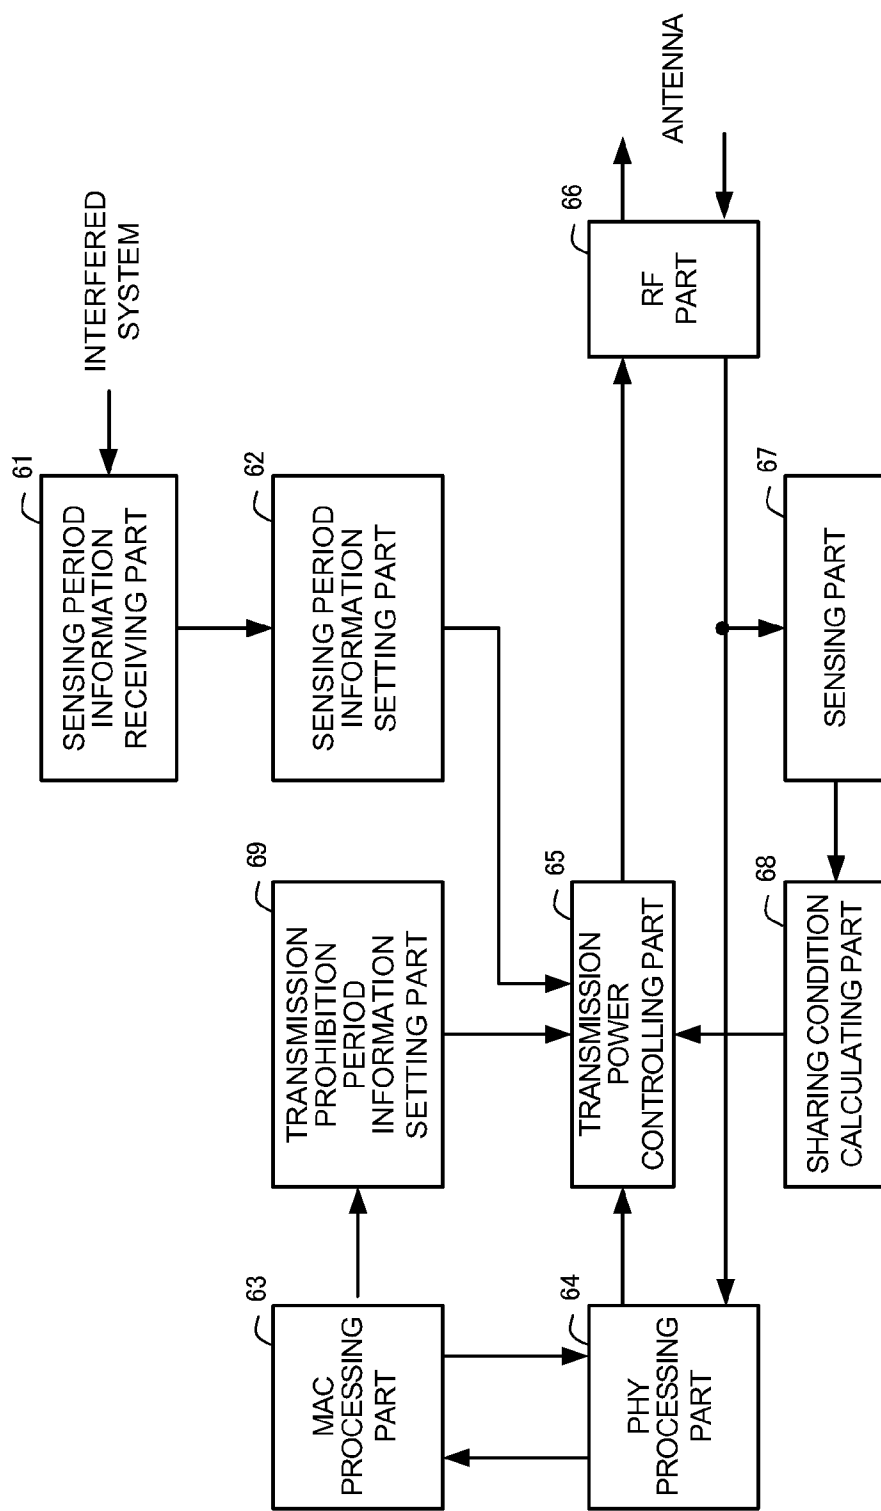 INTERFERED
SYSTEM
61
SENSING PERIOD
INFORMATION
RECEIVING PART
62
SENSING PERIOD
INFORMATION
SETTING PART
69
TRANSMISSION
PROHIBITION
PERIOD
INFORMATION
SETTING PART
63
MAC
PROCESSING
PART
64
PHY
PROCESSING
PART
65
TRANSMISSION
POWER
CONTROLLING PART
66
RF
PART
ANTENNA
67
SENSING PART
68
SHARING CONDITION
CALCULATING PART